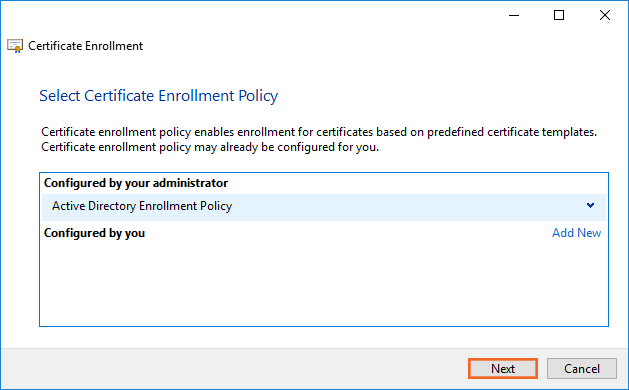 Certificate Enrollment
Select Certificate Enrollment Policy
Certificate enrollment policy enables enrollment for certificates based on predefined certificate templates.
Certificate enrollment policy may already be configured for you.
Configured by your administrator
Active Directory Enrollment Policy
Configured by you Add New
Next Cancel